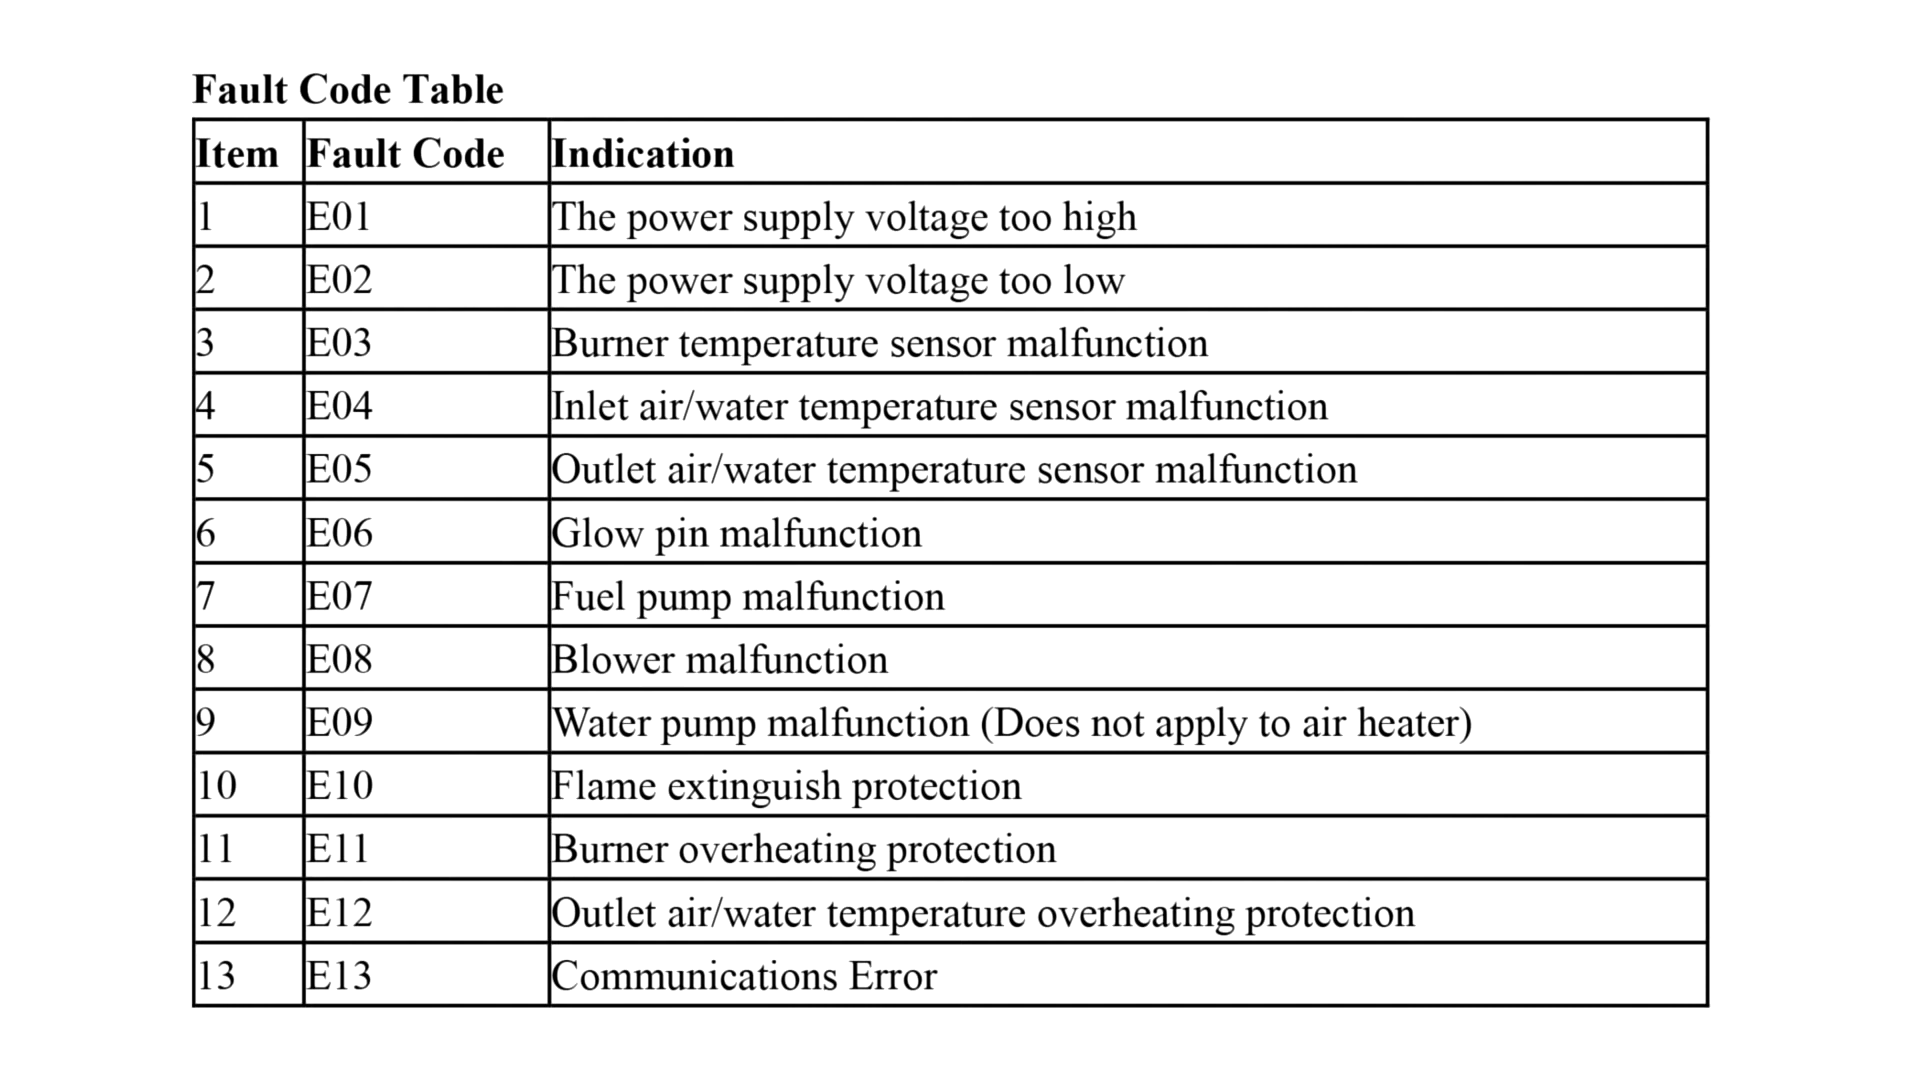 Fault Code Table
Item Fault Code Indication
1 E01 The power supply voltage too high
2 E02 The power supply voltage too low
3 E03 Burner temperature sensor malfunction
4 E04 Inlet air/water temperature sensor malfunction
5 E05 Outlet air/water temperature sensor malfunction
6 E06 Glow pin malfunction
7 E07 Fuel pump malfunction
8 E08 Blower malfunction
9 E09 Water pump malfunction (Does not apply to air heater)
10 E10 Flame extinguish protection
11 E11 Burner overheating protection
12 E12 Outlet air/water temperature overheating protection
13 E13 Communications Error